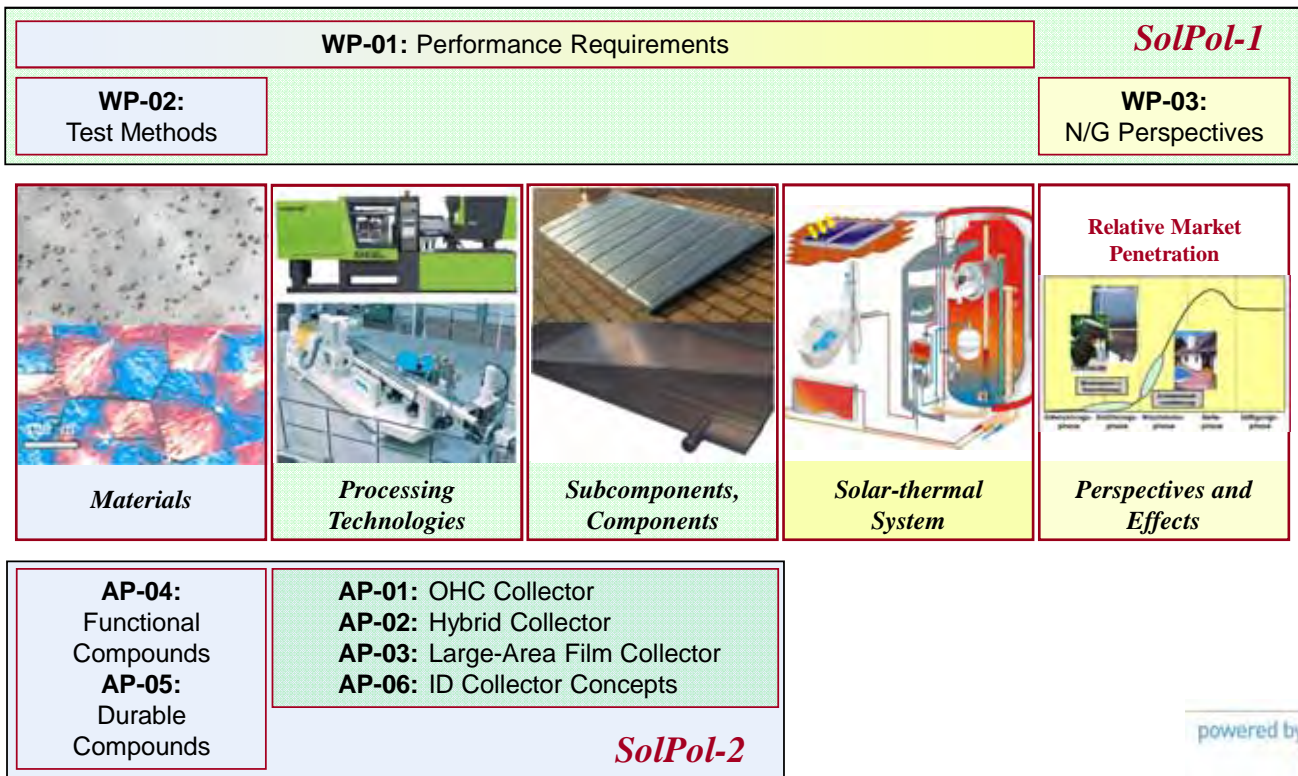 WP-01: Performance Requirements
SolPol-1
WP-02:
Test Methods
WP-03:
N/G Perspectives
Relative Market
Penetration
Materials
Processing
Technologies
Subcomponents,
Components
Solar-thermal
System
Perspectives and
Effects
AP-04:
Functional
Compounds
AP-05:
Durable
Compounds
AP-01: OHC Collector
AP-02: Hybrid Collector
AP-03: Large-Area Film Collector
AP-06: ID Collector Concepts
SolPol-2
powered by